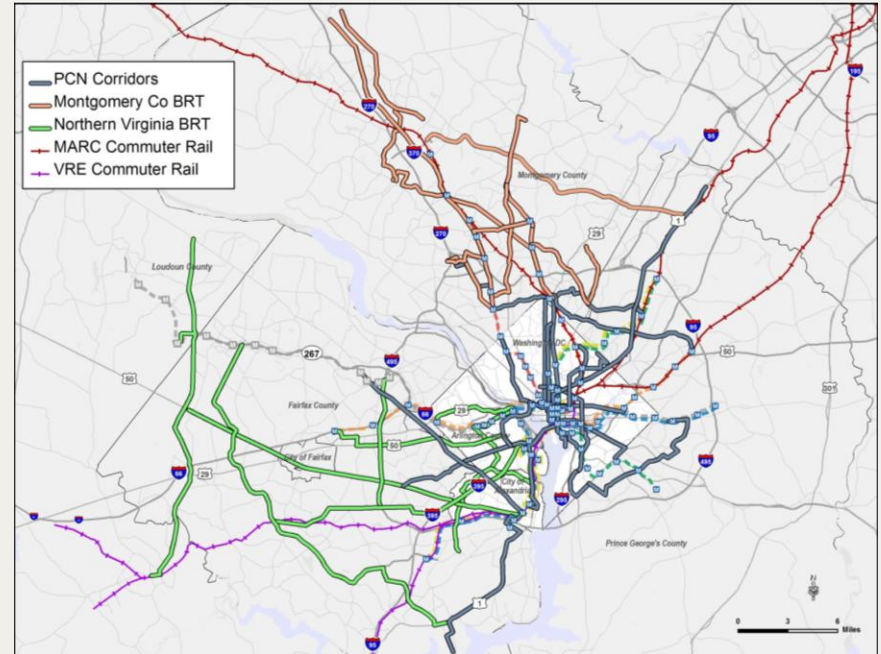 PCN Corridors
Montgomery Co BRT
Northern Virginia BRT
MARC Commuter Rail
VRE Commuter Rail
270
195
370
95
Montgomery County
1
29
270
Loudoun County
95
Washington, DC
267
50
495
50
301
Fairfax County
66
29
50
Arlington
City of Fairfax
66
29
395
City of
Alexandria
495
395
295
Prince George's County
1
95
N
0 3 6
Miles